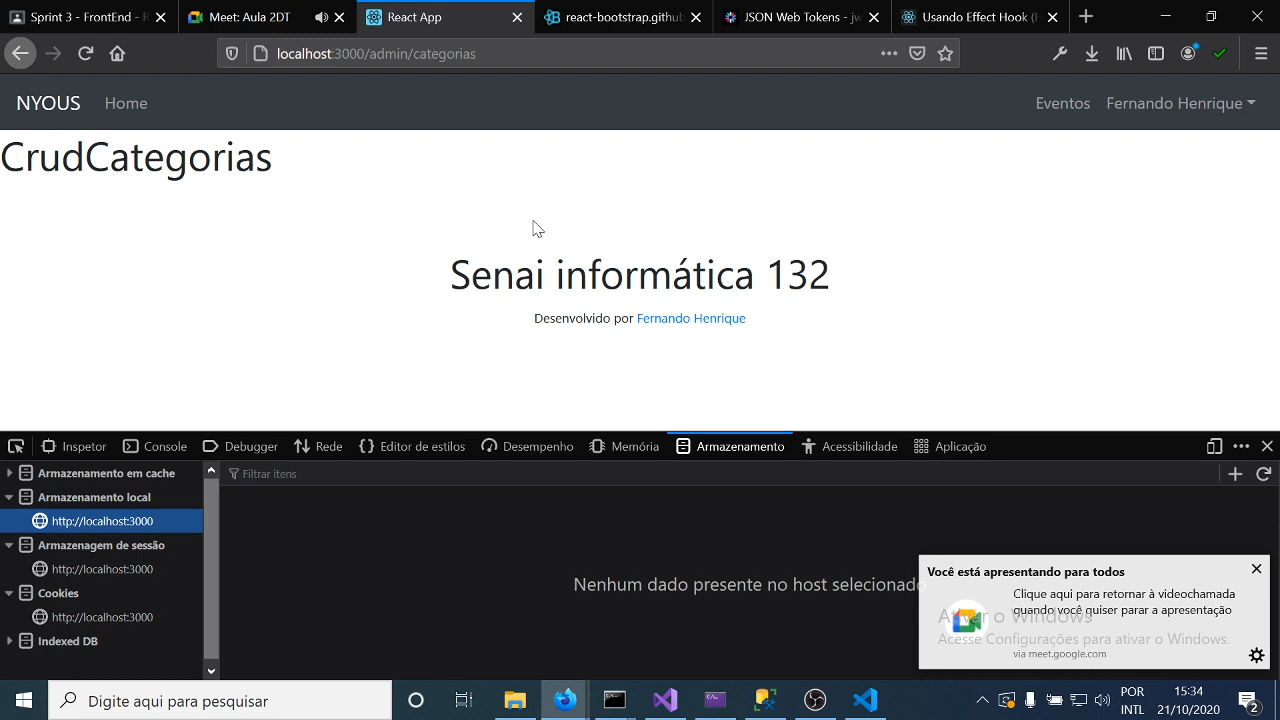 Sprint 3 - FrontEnd - R
Meet: Aula 2DT
React App
react-bootstrap.github
JSON Web Tokens - jw
Usando Effect Hook (
localhost:3000/admin/categorias
NYOUS
Home
Eventos
Fernando Henrique
CrudCategorias
Senai informática 132
Desenvolvido por Fernando Henrique
Inspetor
Console
Debugger
Rede
Editor de estilos
Desempenho
Memória
Armazenamento
Acessibilidade
Aplicação
Armazenamento em cache
Filtrar itens
Armazenamento local
http://localhost:3000
Armazenagem de sessão
http://localhost:3000
Cookies
http://localhost:3000
Indexed DB
Nenhum dado presente no host selecionado
Você está apresentando para todos
Clique aqui para retornar à videochamada
quando você quiser parar a apresentação
via meet.google.com
Ativar o Windows
Acesse Configurações para ativar o Windows.
Digite aqui para pesquisar
POR
INTL
15:34
21/10/2020
2